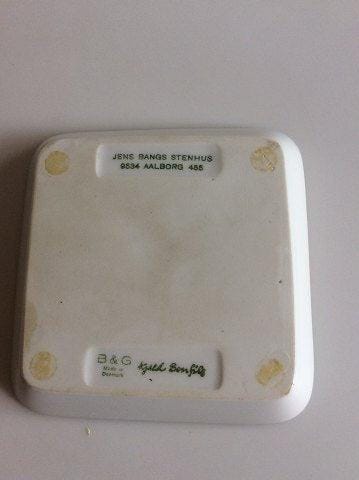 JENS BANGS STENHUS
9534 AALBORG 455
B & G
Made in
Denmark
Kjeld Bonfils